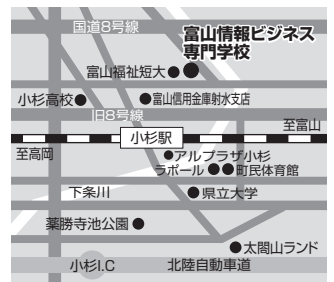 国道8号線
富山情報ビジネス
専門学校
富山福祉短大
小杉高校
富山信用金庫射水支店
旧8号線
至富山
小杉駅
至高岡
アルプラザ小杉
ラポール
町民体育館
下条川
県立大学
薬勝寺池公園
太閤山ランド
小杉I.C
北陸自動車道